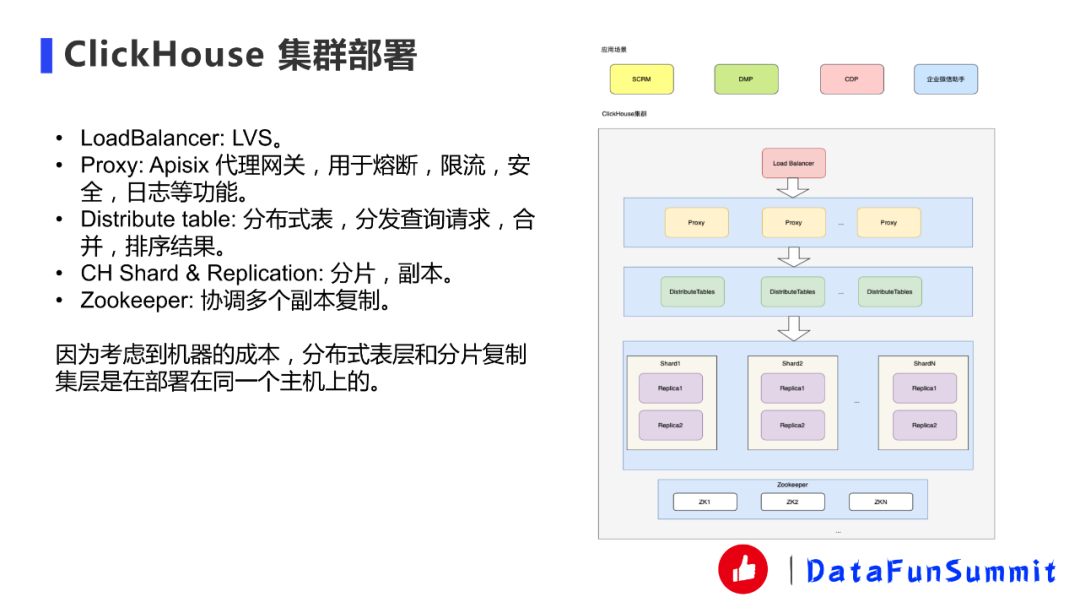 ClickHouse 集群部署
• LoadBalancer: LVS。
• Proxy: Apisix 代理网关，用于熔断，限流，安
全，日志等功能。
• Distribute table: 分布式表，分发查询请求，合
并，排序结果。
• CH Shard & Replication: 分片，副本。
• Zookeeper: 协调多个副本复制。
因为考虑到机器的成本，分布式表层和分片复制
集层是在部署在同一个主机上的。
应用场景
SCRM DMP CDP 企业微信助手
ClickHouse集群
Load Balancer
Proxy Proxy ... Proxy
DistributeTables DistributeTables ... DistributeTables
Shard1 Shard2 ShardN
Replica1 Replica1 ... Replica1
Replica2 Replica2 Replica2
Zookeeper
ZK1 ZK2 ZKN
...
DataFunSummit